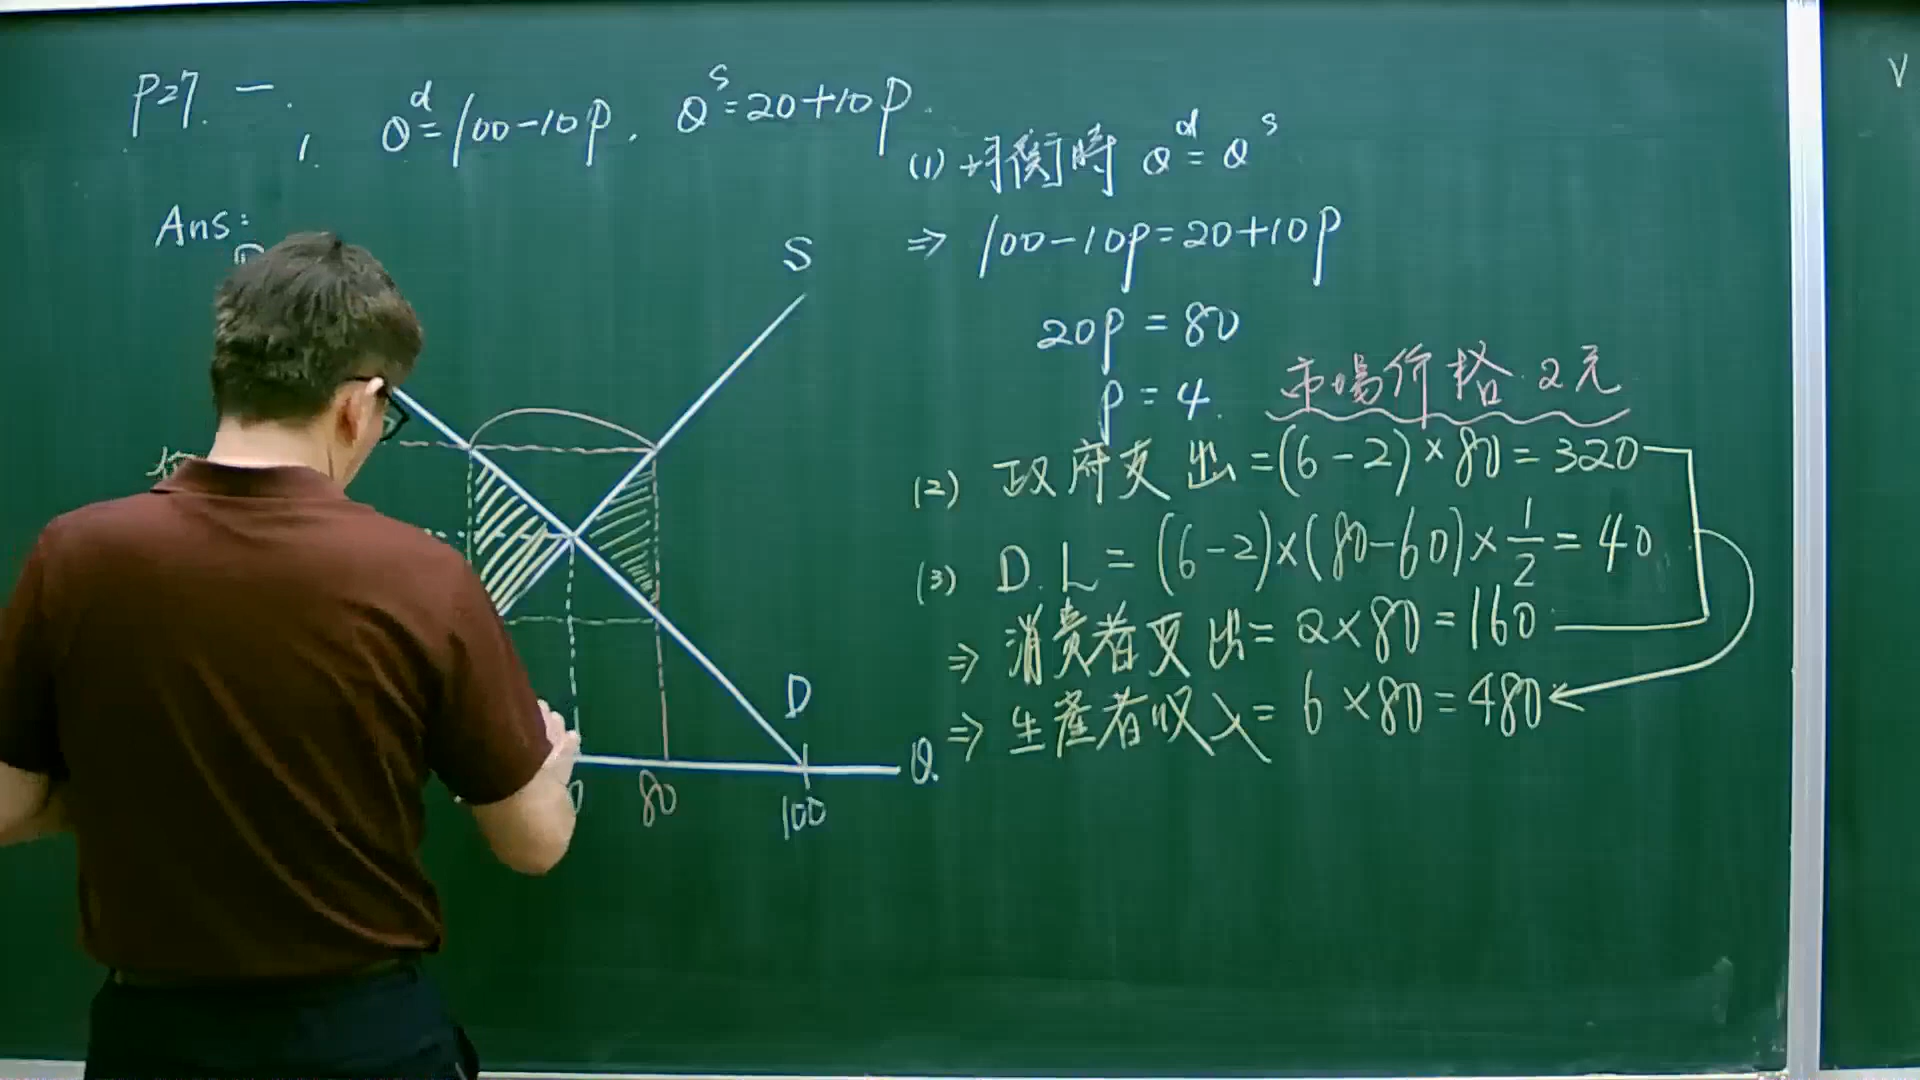 P27. 一.
1. Q^d=100-10P. Q^s=20+10P.
Ans:
S
D
Q
80
100
(1) 均衡時 Q^d=Q^s
⇒ 100-10P=20+10P
20P=80
P=4.
市場价格 2元
(2) 政府支出=(6-2)×80=320
(3) D.L=(6-2)×(80-60)×1/2=40
⇒ 消費者支出=2×80=160
⇒ 生產者收入=6×80=480